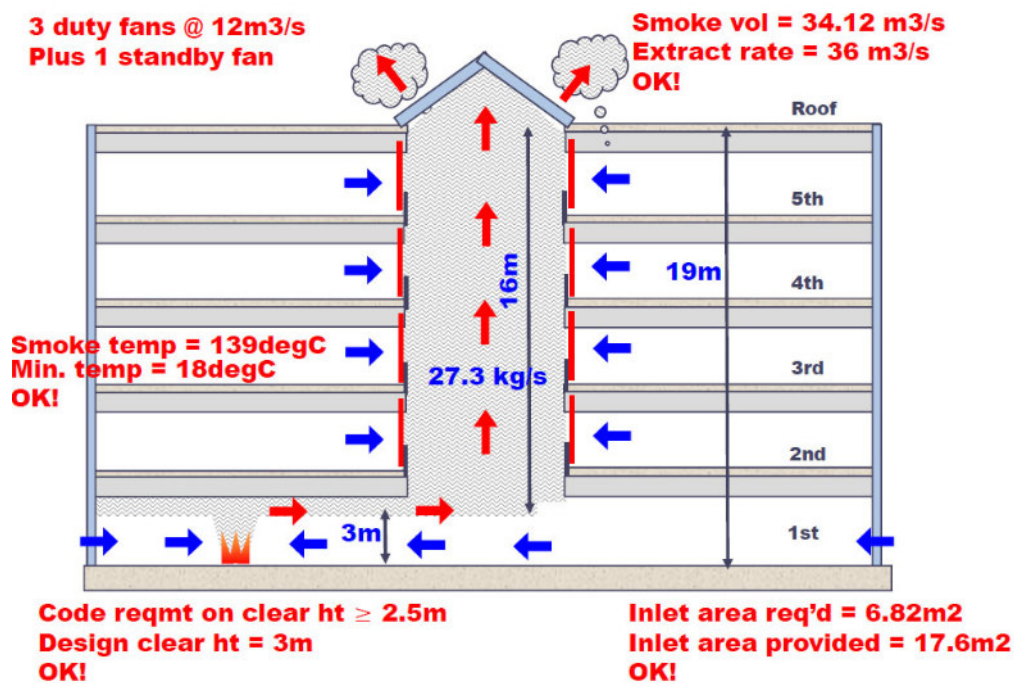 3 duty fans @ 12m3/s
Plus 1 standby fan
Smoke vol = 34.12 m3/s
Extract rate = 36 m3/s
OK!
Roof
5th
4th
16m
19m
Smoke temp = 139degC
Min. temp = 18degC
OK!
27.3 kg/s
3rd
2nd
3m
1st
Code reqmt on clear ht ≥ 2.5m
Design clear ht = 3m
OK!
Inlet area req'd = 6.82m2
Inlet area provided = 17.6m2
OK!